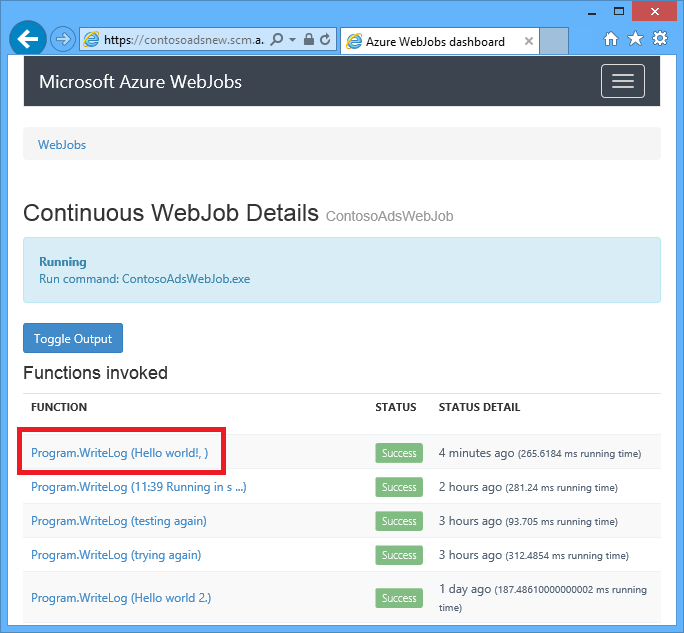 https://contosoadsnew.scm.a.
Azure WebJobs dashboard
Microsoft Azure WebJobs
WebJobs
Continuous WebJob Details ContosoAdsWebJob
Running
Run command: ContosoAdsWebJob.exe
Toggle Output
Functions invoked
FUNCTION STATUS STATUS DETAIL
Program.WriteLog (Hello world!, ) Success 4 minutes ago (265.6184 ms running time)
Program.WriteLog (11:39 Running in s ...) Success 2 hours ago (281.24 ms running time)
Program.WriteLog (testing again) Success 3 hours ago (93.705 ms running time)
Program.WriteLog (trying again) Success 3 hours ago (312.4854 ms running time)
Program.WriteLog (Hello world 2.) Success 1 day ago (187.48610000000002 ms running
time)